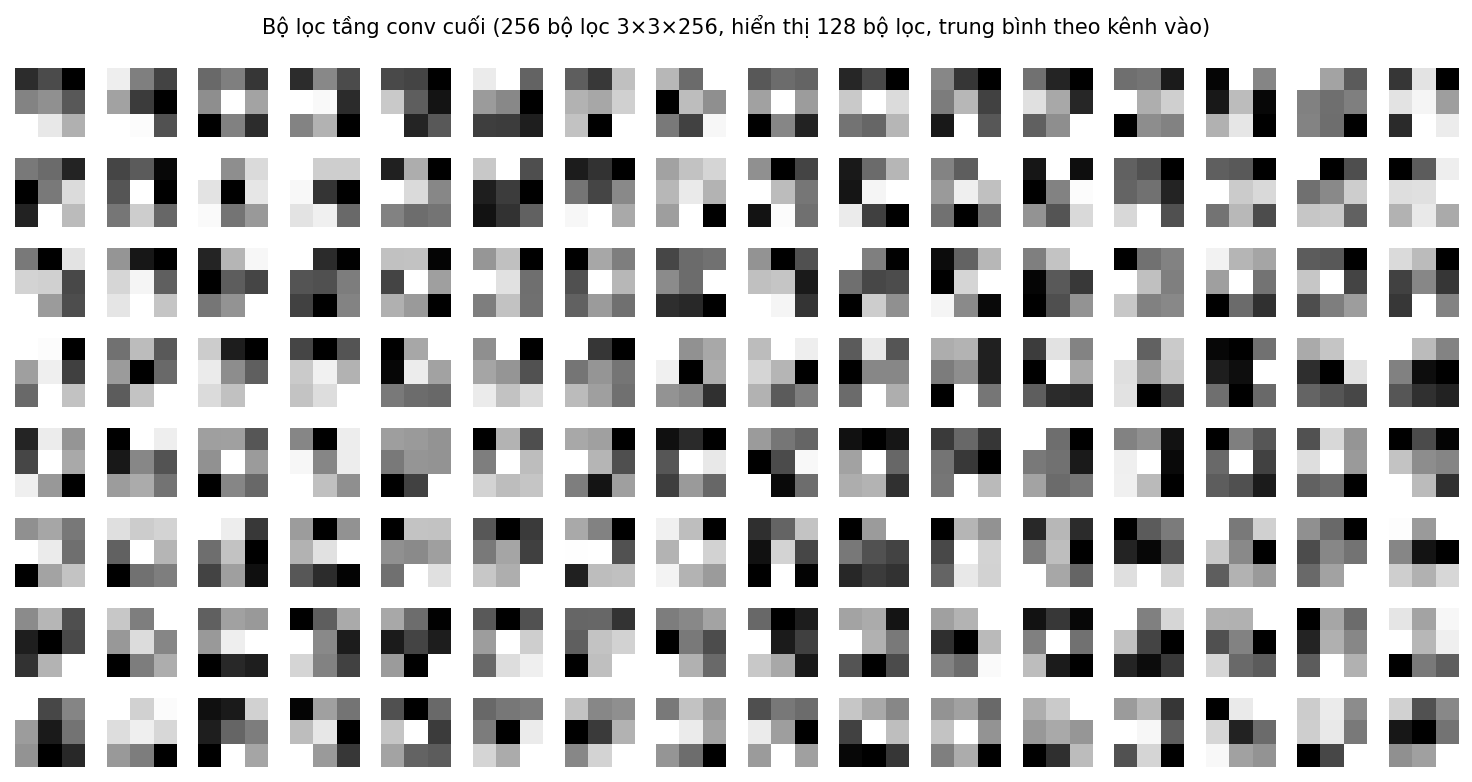 Bộ lọc tầng conv cuối (256 bộ lọc 3×3×256, hiển thị 128 bộ lọc, trung bình theo kênh vào)